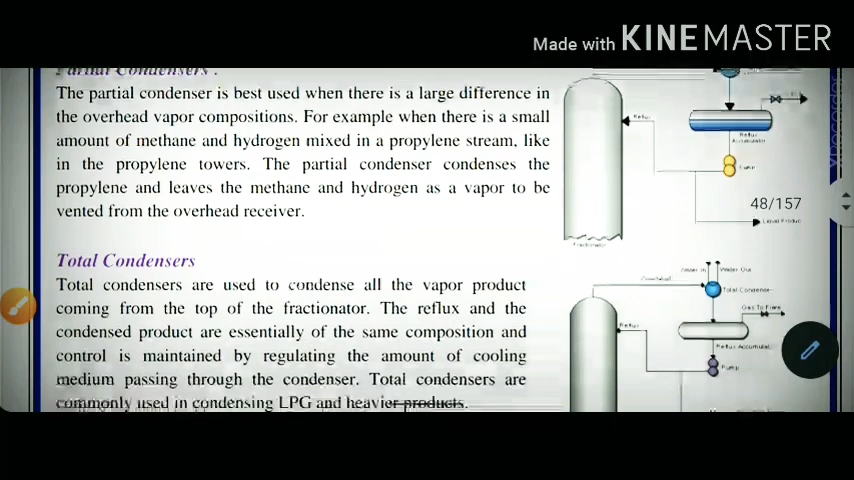 Made with KINEMASTER
Partial Condensers .
The partial condenser is best used when there is a large difference in
the overhead vapor compositions. For example when there is a small
amount of methane and hydrogen mixed in a propylene stream, like
in the propylene towers. The partial condenser condenses the
propylene and leaves the methane and hydrogen as a vapor to be
vented from the overhead receiver.
Reflux
Reflux
Accumulator
Pump
48/157
Liquid Produc
Fractionator
Total Condensers
Total condensers are used to condense all the vapor product
coming from the top of the fractionator. The reflux and the
condensed product are essentially of the same composition and
control is maintained by regulating the amount of cooling
medium passing through the condenser. Total condensers are
commonly used in condensing LPG and heavier products.
Water In
Water Out
Overhead
Total Condense
Gas To Flare
Reflux
Reflux Accumulat
Pump